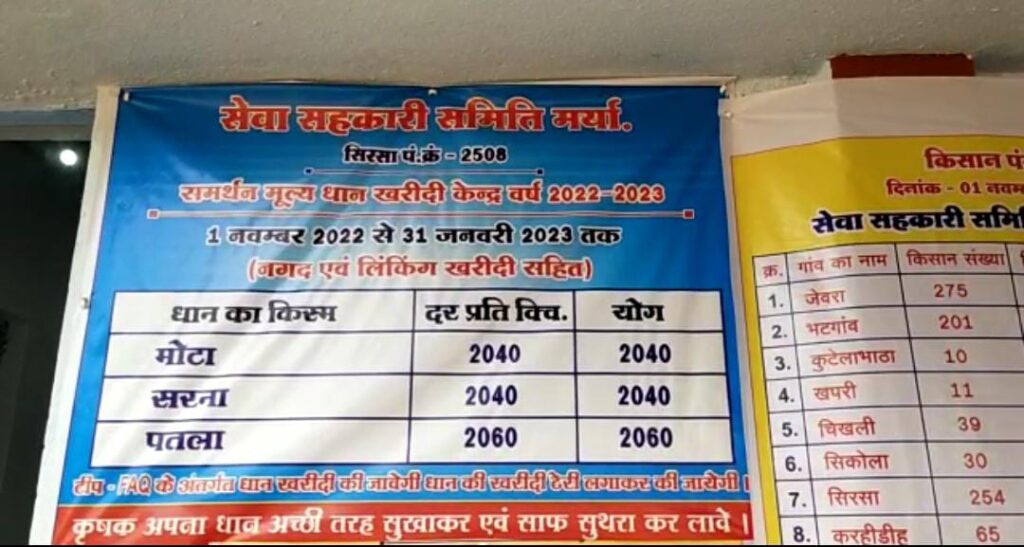 सेवा सहकारी समिति मर्या.
सिरसा पं.क्रं - 2508
समर्थन मूल्य धान खरीदी केन्द्र वर्ष 2022-2023
1 नवम्बर 2022 से 31 जनवरी 2023 तक
(नगद एवं लिंकिंग खरीदी सहित)
धान का किस्म दर प्रति क्वि. योग
मोटा 2040 2040
सरना 2040 2040
पतला 2060 2060
टीप - FAQ के अंतर्गत धान खरीदी की जावेगी धान की खरीदी ढेरी लगाकर की जायेगी।
कृषक अपना धान अच्छी तरह सुखाकर एवं साफ सुथरा कर लावे।
किसान पं
दिनांक - 01 नवम
सेवा सहकारी समिति
क्र. गांव का नाम किसान संख्या
1. जेवरा 275
2. भटगांव 201
3. कुटेलाभाठा 10
4. खपरी 11
5. चिखली 39
6. सिकोला 30
7. सिरसा 254
8. करहीडीह 65